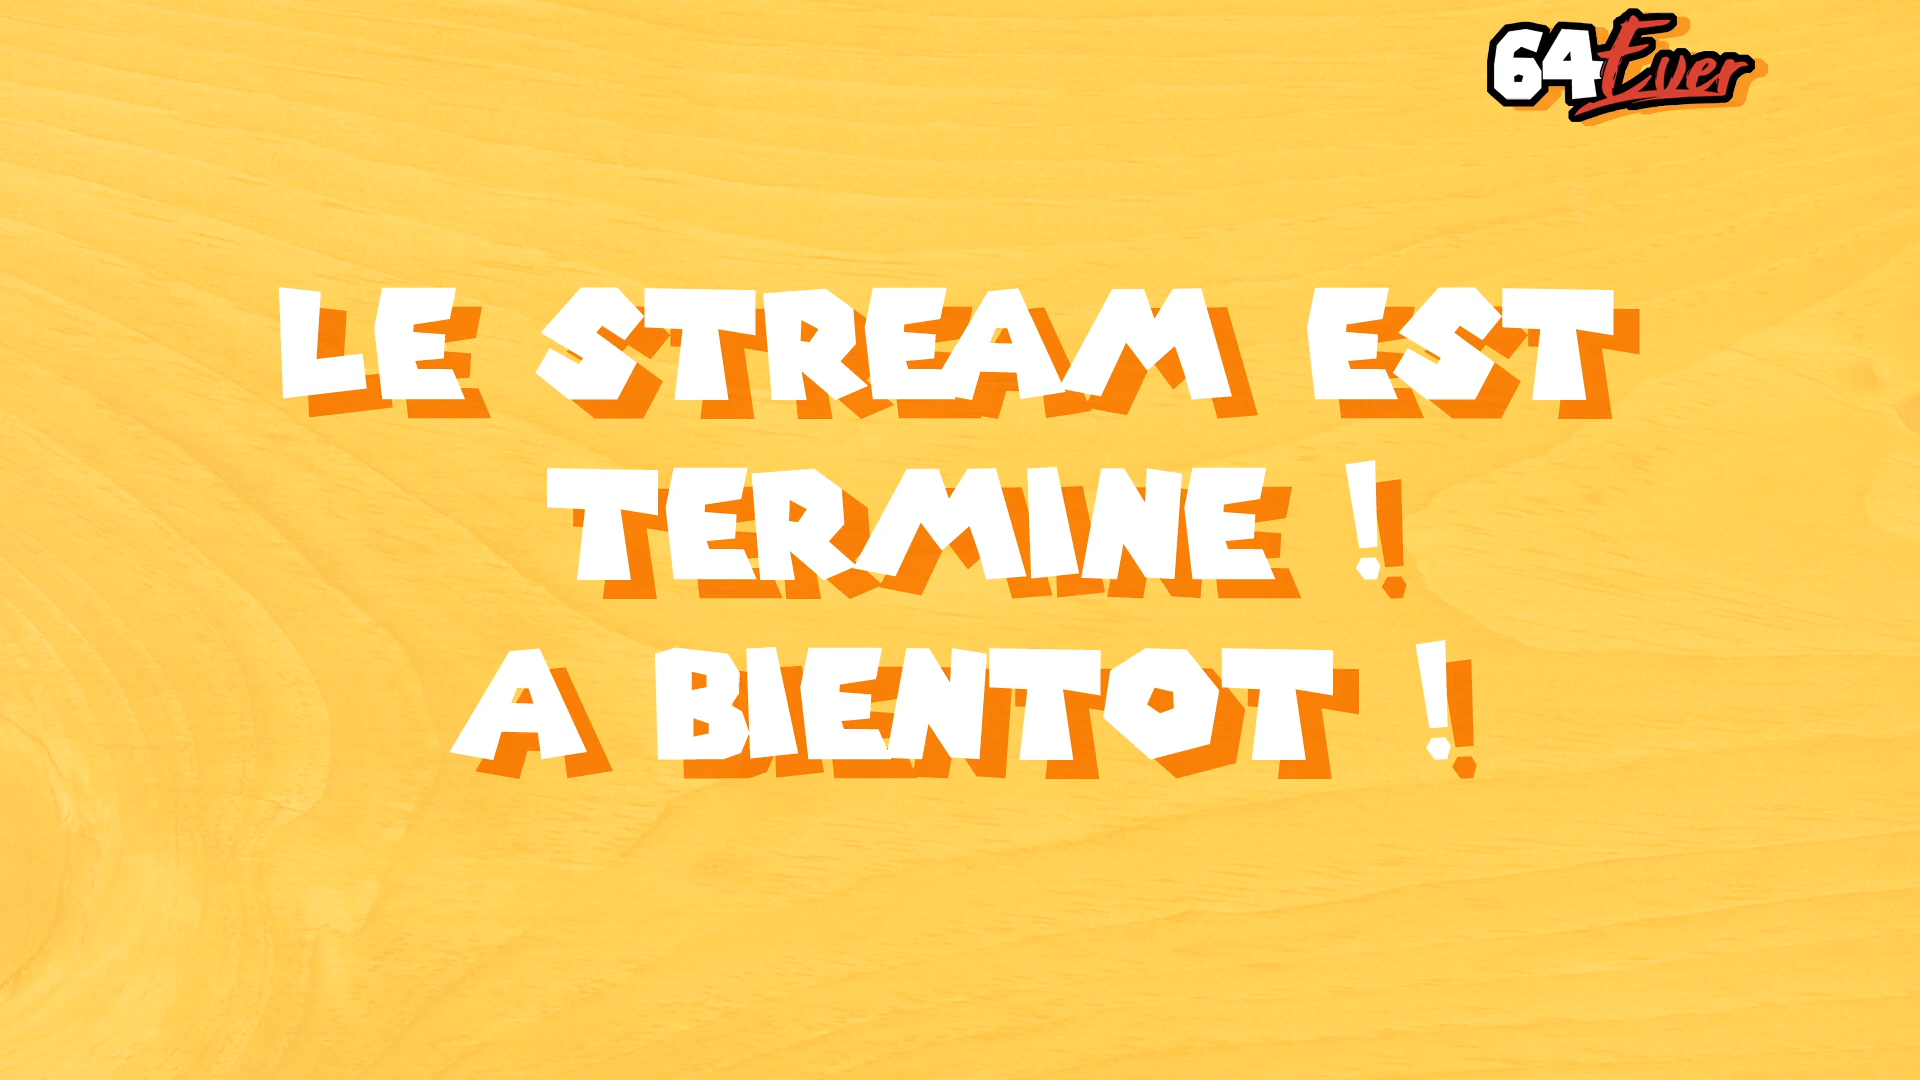 64Ever
LE STREAM EST
TERMINE !
A BIENTOT !